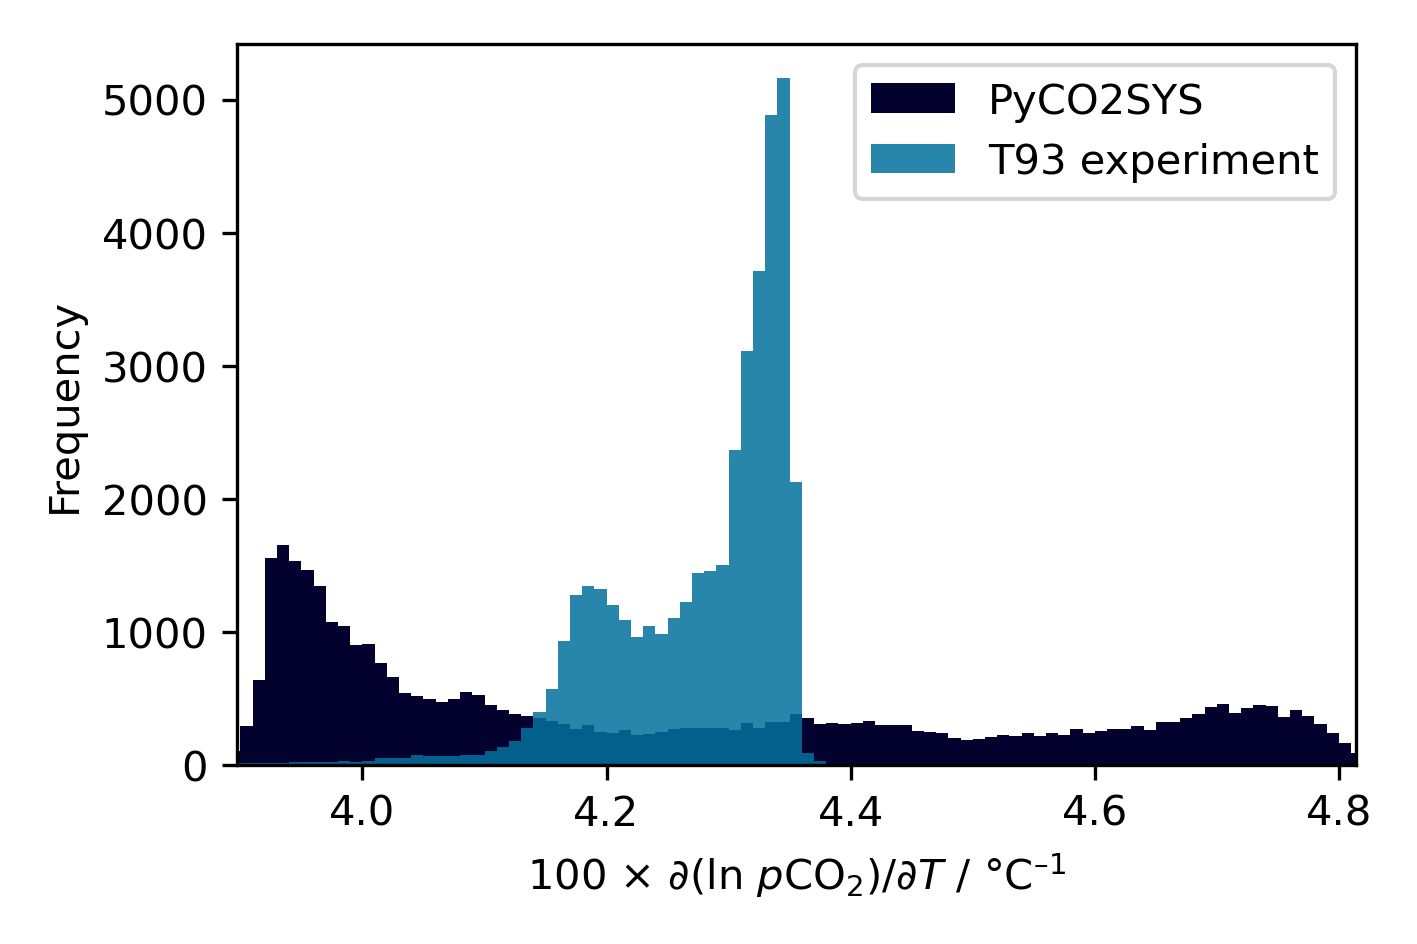 PyCO2SYS
T93 experiment
Frequency
5000
4000
3000
2000
1000
0
4.0 4.2 4.4 4.6 4.8
100 × ∂(ln pCO₂)/∂T / °C⁻¹